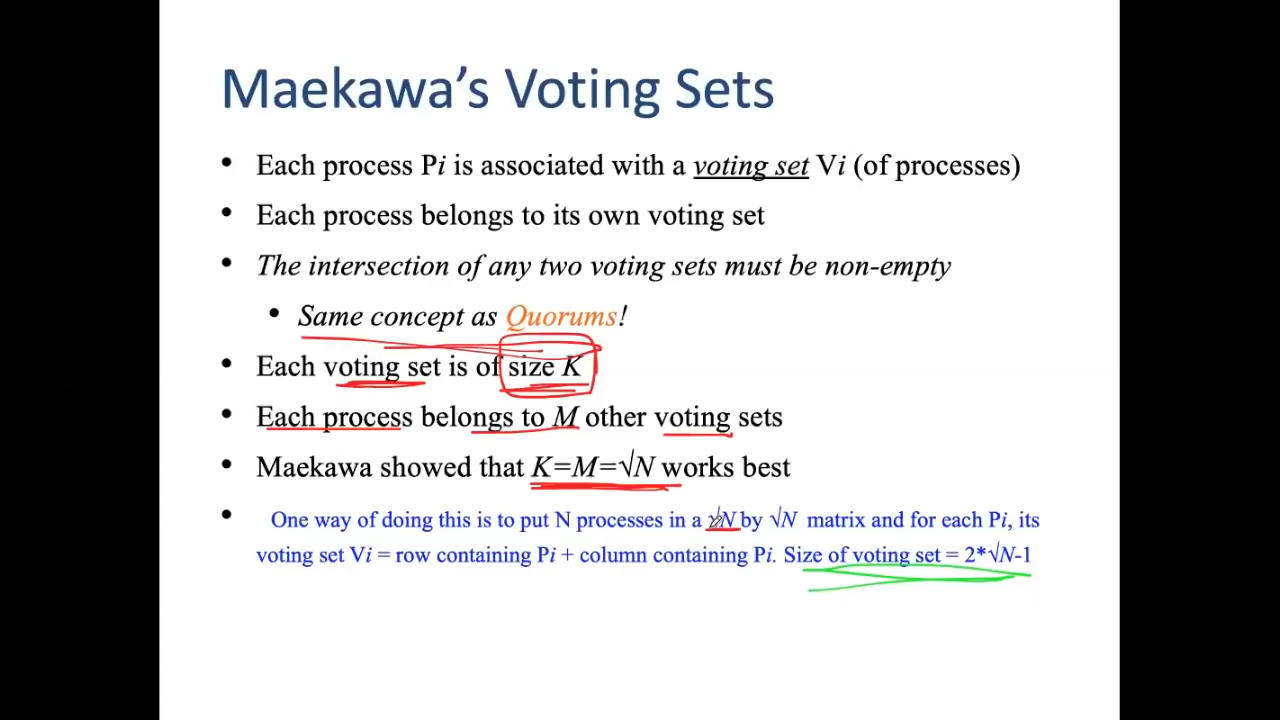 Maekawa's Voting Sets
• Each process Pi is associated with a voting set Vi (of processes)
• Each process belongs to its own voting set
• The intersection of any two voting sets must be non-empty
• Same concept as Quorums!
• Each voting set is of size K
• Each process belongs to M other voting sets
• Maekawa showed that K=M=√N works best
• One way of doing this is to put N processes in a √N by √N matrix and for each Pi, its
voting set Vi = row containing Pi + column containing Pi. Size of voting set = 2*√N-1